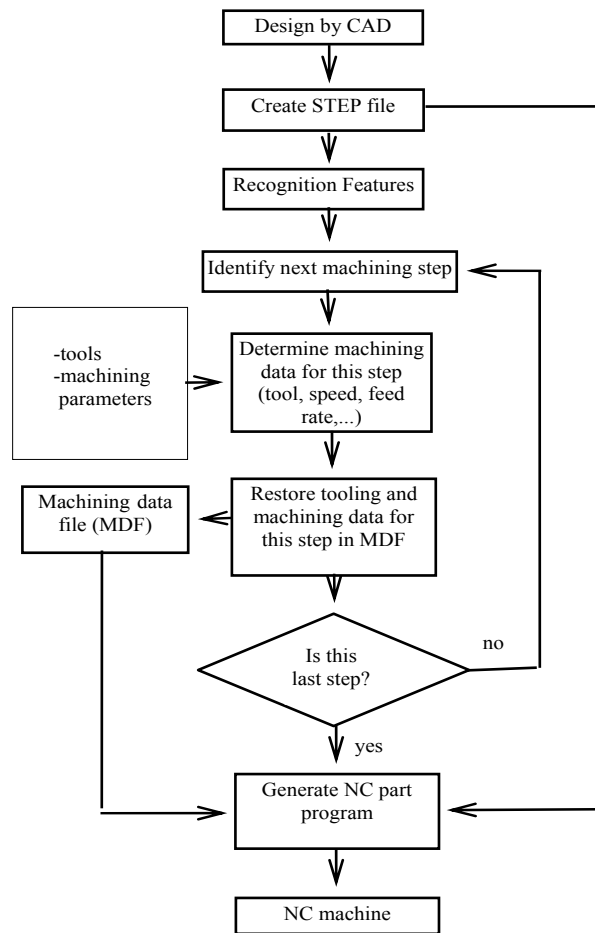 Design by CAD
Create STEP file
Recognition Features
Identify next machining step
-tools
-machining
parameters
Determine machining
data for this step
(tool, speed, feed
rate,...)
Machining data
file (MDF)
Restore tooling and
machining data for
this step in MDF
Is this
last step?
no
yes
Generate NC part
program
NC machine